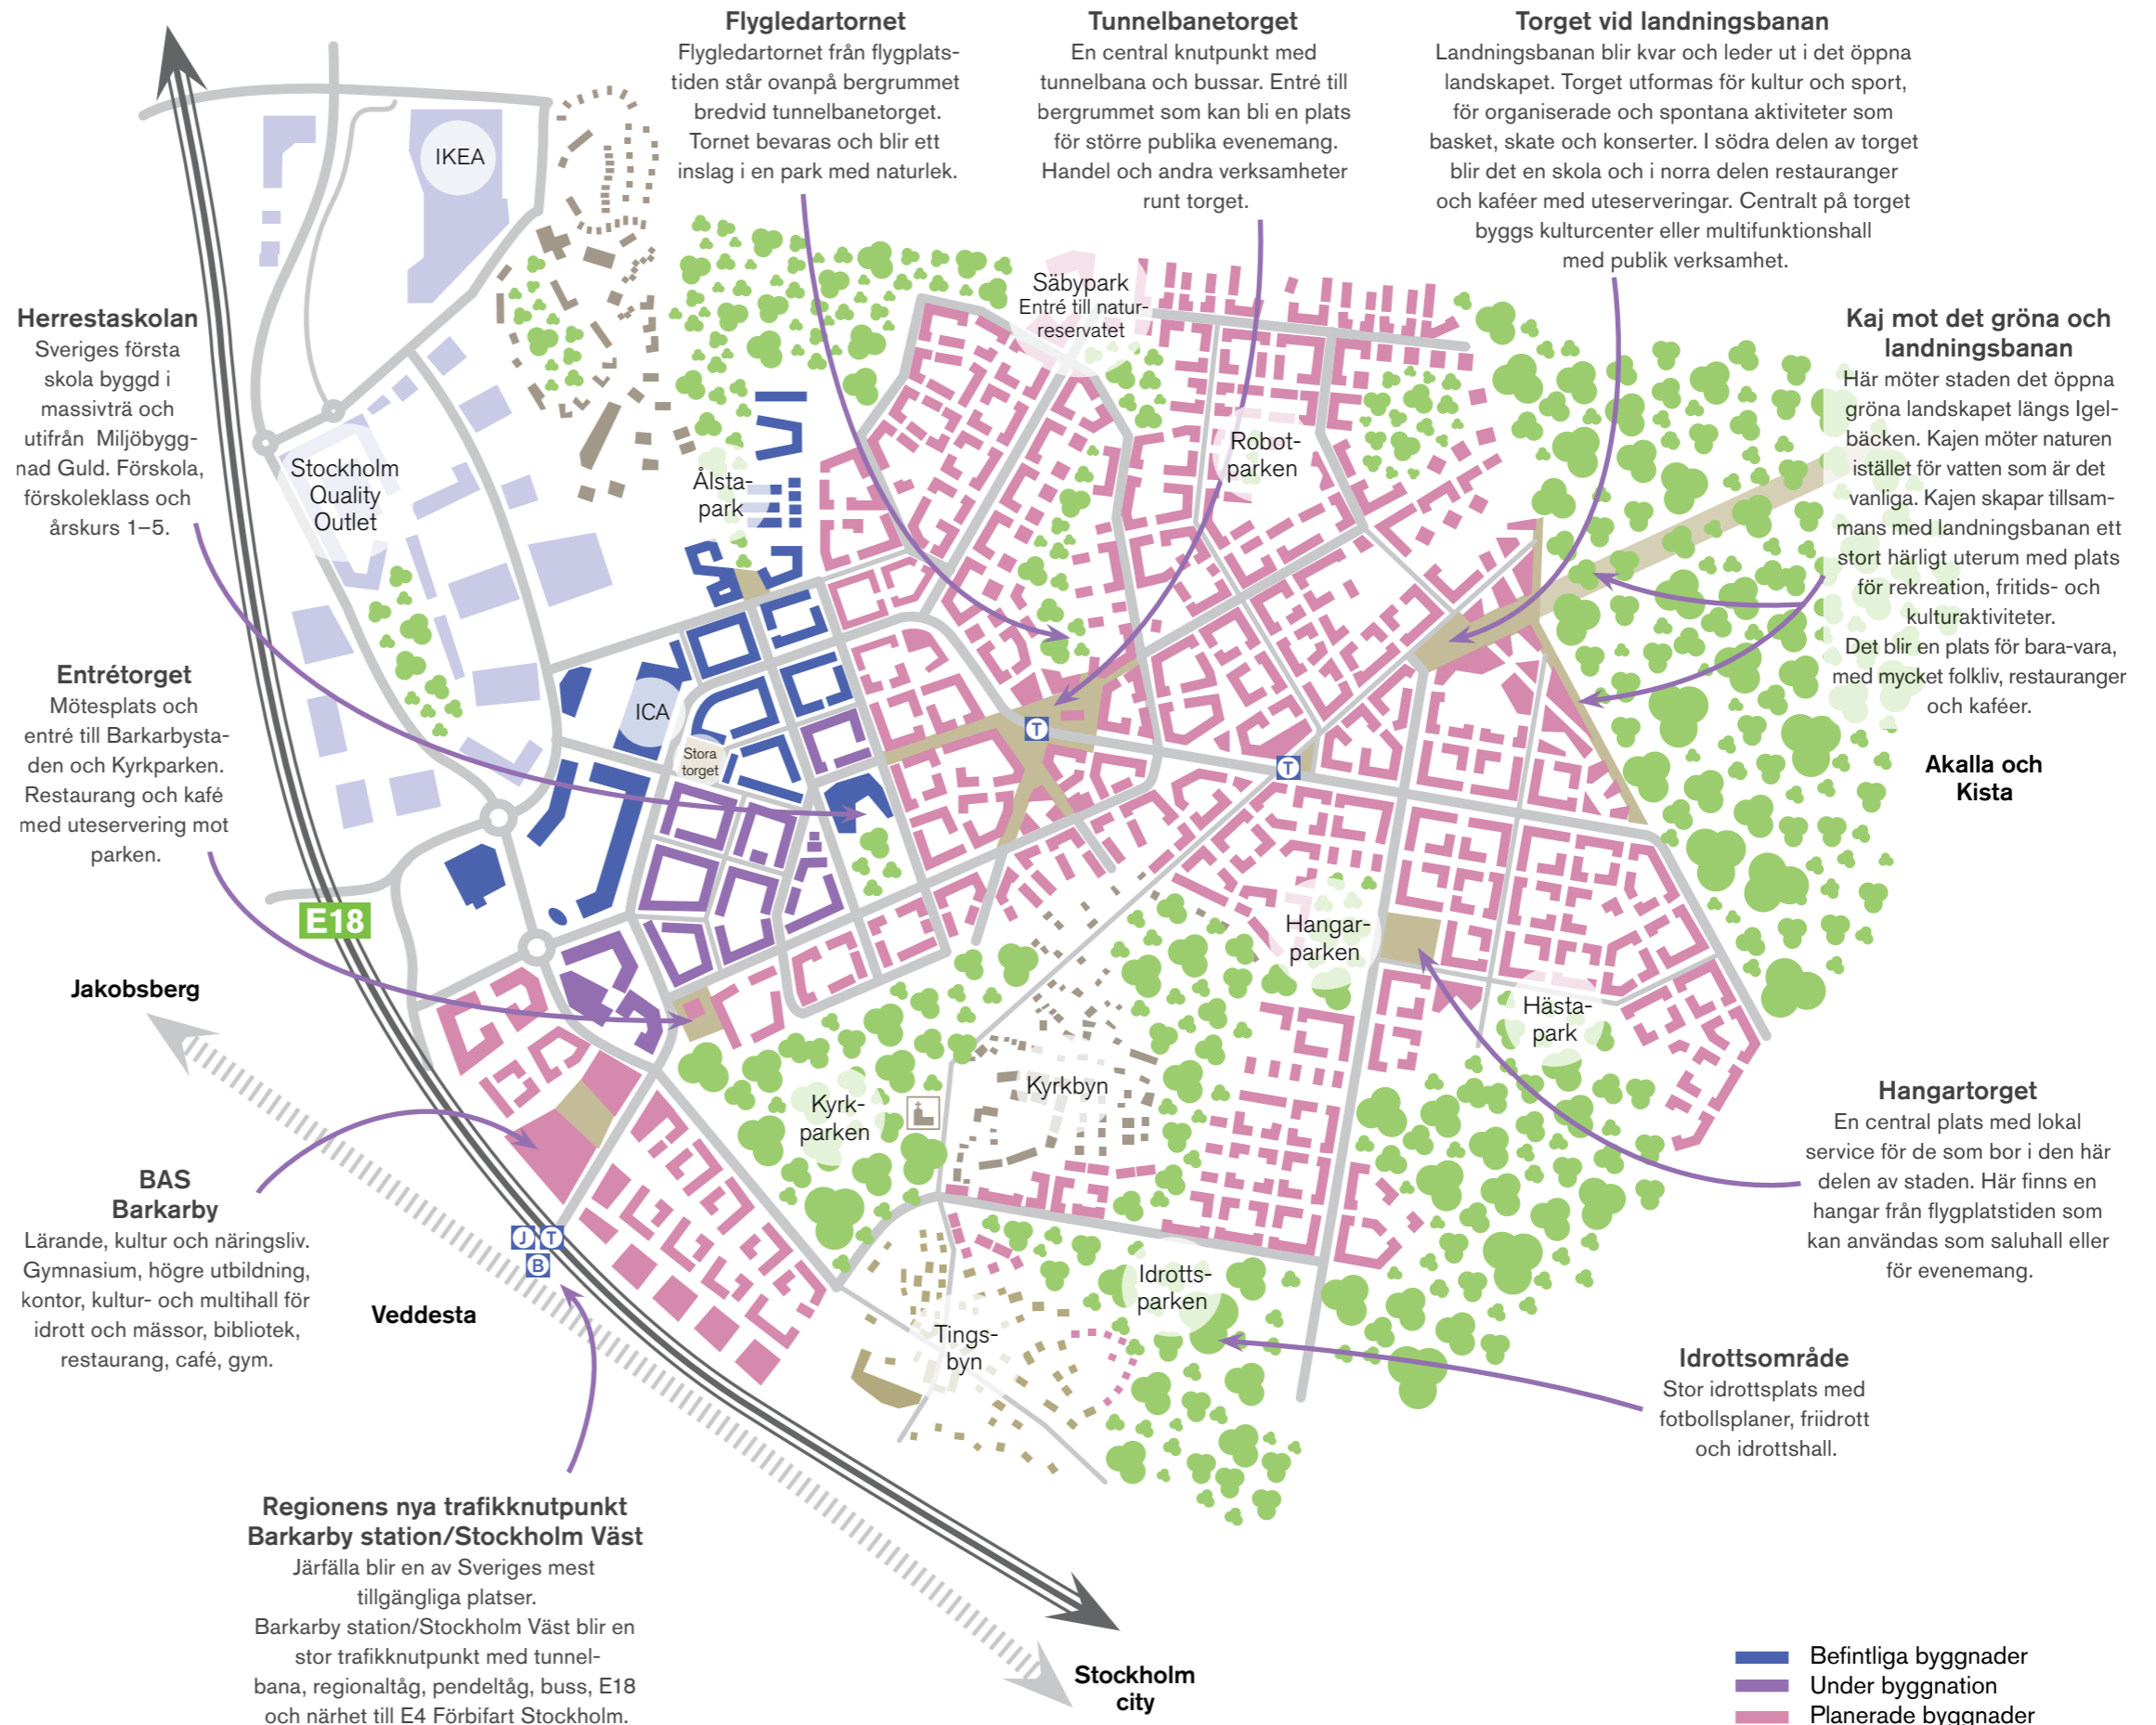 Flygledartornet
Flygledartornet från flygplats-
tiden står ovanpå bergrummet
bredvid tunnelbanetorget.
Tornet bevaras och blir ett
inslag i en park med naturlek.
Tunnelbanetorget
En central knutpunkt med
tunnelbana och bussar. Entré till
bergrummet som kan bli en plats
för större publika evenemang.
Handel och andra verksamheter
runt torget.
Torget vid landningsbanan
Landningsbanan blir kvar och leder ut i det öppna
landskapet. Torget utformas för kultur och sport,
för organiserade och spontana aktiviteter som
basket, skate och konserter. I södra delen av torget
blir det en skola och i norra delen restauranger
och kaféer med uteserveringar. Centralt på torget
byggs kulturcenter eller multifunktionshall
med publik verksamhet.
Herrestaskolan
Sveriges första
skola byggd i
massivträ och
utifrån Miljöbygg-
nad Guld. Förskola,
förskoleklass och
årskurs 1–5.
Kaj mot det gröna och
landningsbanan
Här möter staden det öppna
gröna landskapet längs Igel-
bäcken. Kajen möter naturen
istället för vatten som är det
vanliga. Kajen skapar tillsam-
mans med landningsbanan ett
stort härligt uterum med plats
för rekreation, fritids- och
kulturaktiviteter.
Det blir en plats för bara-vara,
med mycket folkliv, restauranger
och kaféer.
IKEA
Säbypark
Entré till natur-
reservatet
Robot-
parken
Stockholm
Quality
Outlet
Ålsta-
park
Entrétorget
Mötesplats och
entré till Barkarbysta-
den och Kyrkparken.
Restaurang och kafé
med uteservering mot
parken.
ICA
Stora
torget
T
T
Akalla och
Kista
E18
Hangar-
parken
Jakobsberg
Hästa-
park
Kyrkbyn
Kyrk-
parken
Hangartorget
En central plats med lokal
service för de som bor i den här
delen av staden. Här finns en
hangar från flygplatstiden som
kan användas som saluhall eller
för evenemang.
BAS
Barkarby
Lärande, kultur och näringsliv.
Gymnasium, högre utbildning,
kontor, kultur- och multihall för
idrott och mässor, bibliotek,
restaurang, café, gym.
J T
B
Veddesta
Idrotts-
parken
Tings-
byn
Idrottsområde
Stor idrottsplats med
fotbollsplaner, friidrott
och idrottshall.
Regionens nya trafikknutpunkt
Barkarby station/Stockholm Väst
Järfälla blir en av Sveriges mest
tillgängliga platser.
Barkarby station/Stockholm Väst blir en
stor trafikknutpunkt med tunnel-
bana, regionaltåg, pendeltåg, buss, E18
och närhet till E4 Förbifart Stockholm.
Stockholm
city
Befintliga byggnader
Under byggnation
Planerade byggnader